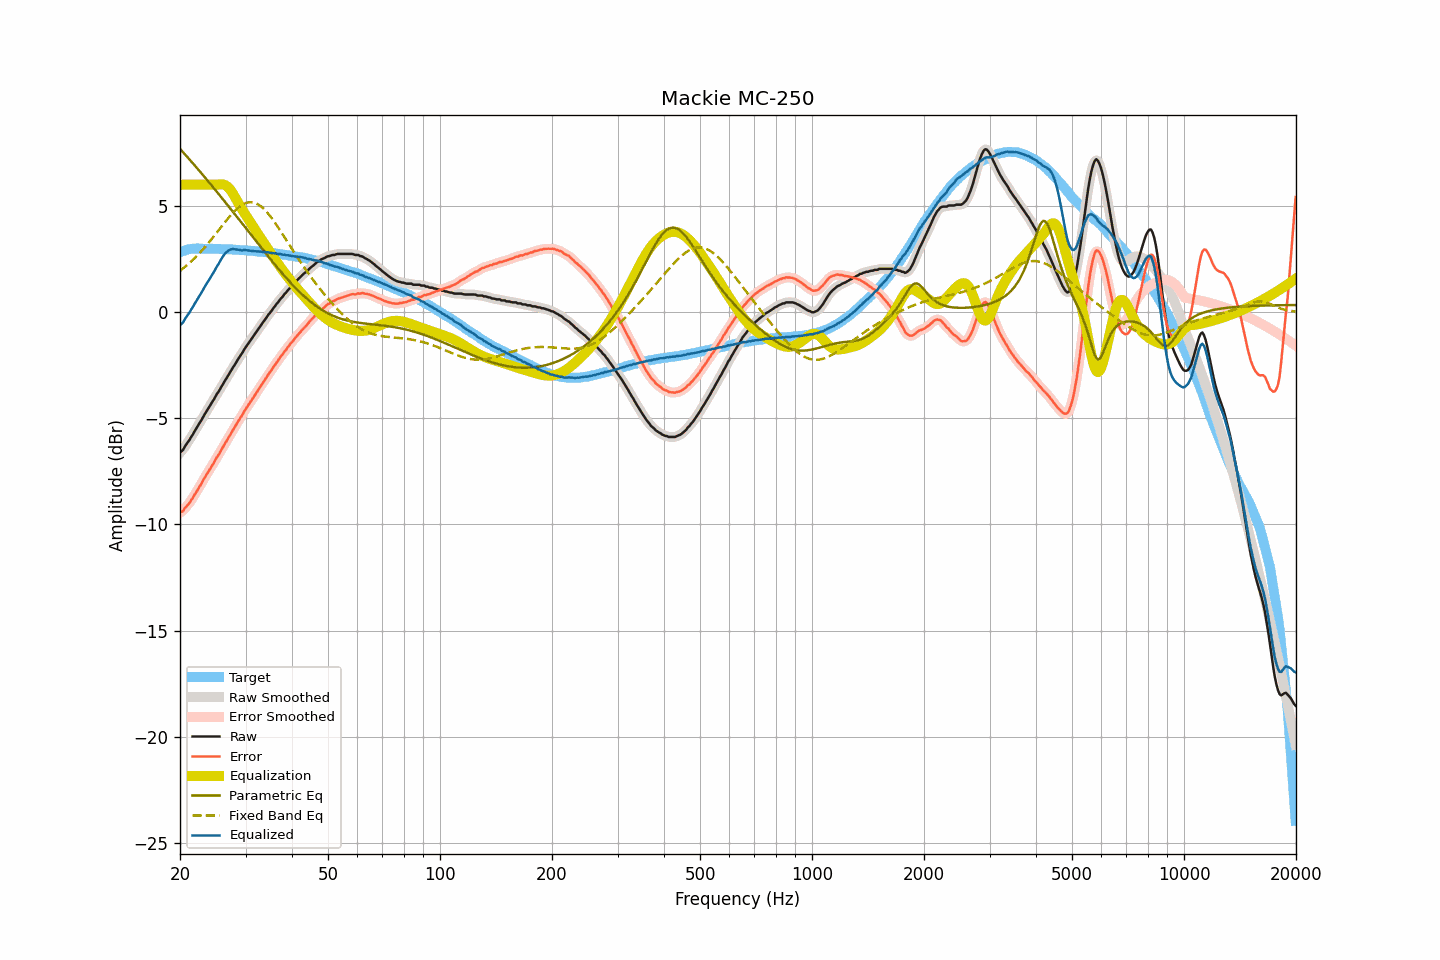 Mackie MC-250
Amplitude (dBr)
5
0
−5
−10
−15
−20
−25
Target
Raw Smoothed
Error Smoothed
Raw
Error
Equalization
Parametric Eq
Fixed Band Eq
Equalized
20 50 100 200 500 1000 2000 5000 10000 20000
Frequency (Hz)